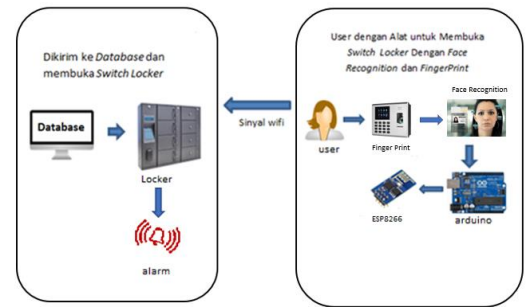 Dikirim ke Database dan
membuka Switch Locker
Database
Locker
alarm
Sinyal wifi
User dengan Alat untuk Membuka
Switch Locker Dengan Face
Recognition dan FingerPrint
Face Recognition
user
Finger Print
ESP8266
arduino